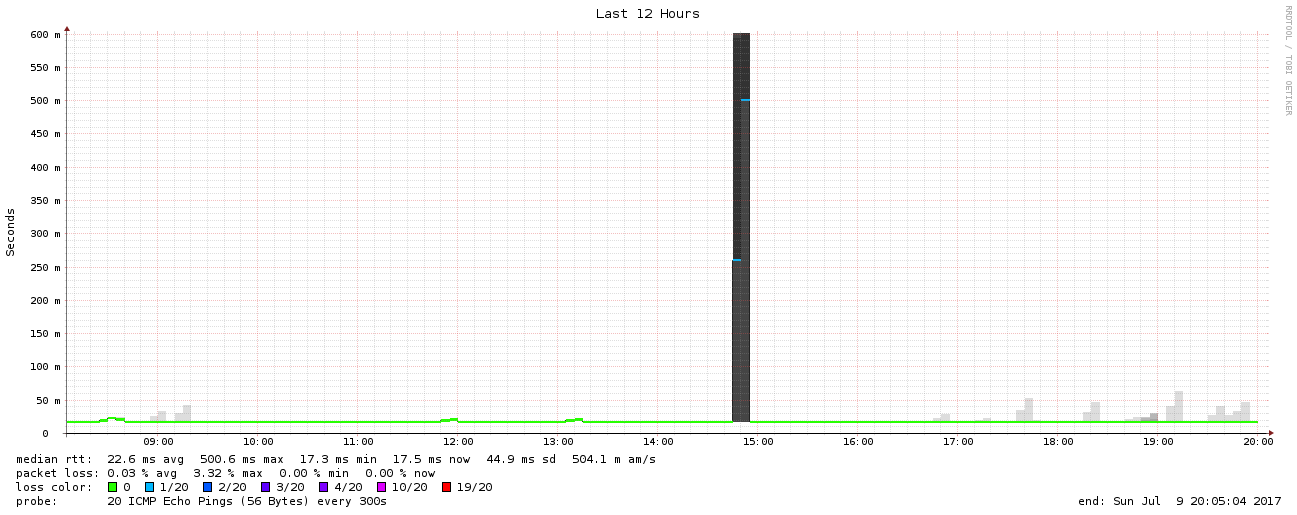 Last 12 Hours
RRDTOOL / TOBI OETIKER
600 m
550 m
500 m
450 m
400 m
350 m
300 m
250 m
200 m
150 m
100 m
50 m
0
Seconds
09:00 10:00 11:00 12:00 13:00 14:00 15:00 16:00 17:00 18:00 19:00 20:00
median rtt: 22.6 ms avg 500.6 ms max 17.3 ms min 17.5 ms now 44.9 ms sd 504.1 m am/s
packet loss: 0.03 % avg 3.32 % max 0.00 % min 0.00 % now
loss color: 0 1/20 2/20 3/20 4/20 10/20 19/20
probe: 20 ICMP Echo Pings (56 Bytes) every 300s end: Sun Jul 9 20:05:04 2017